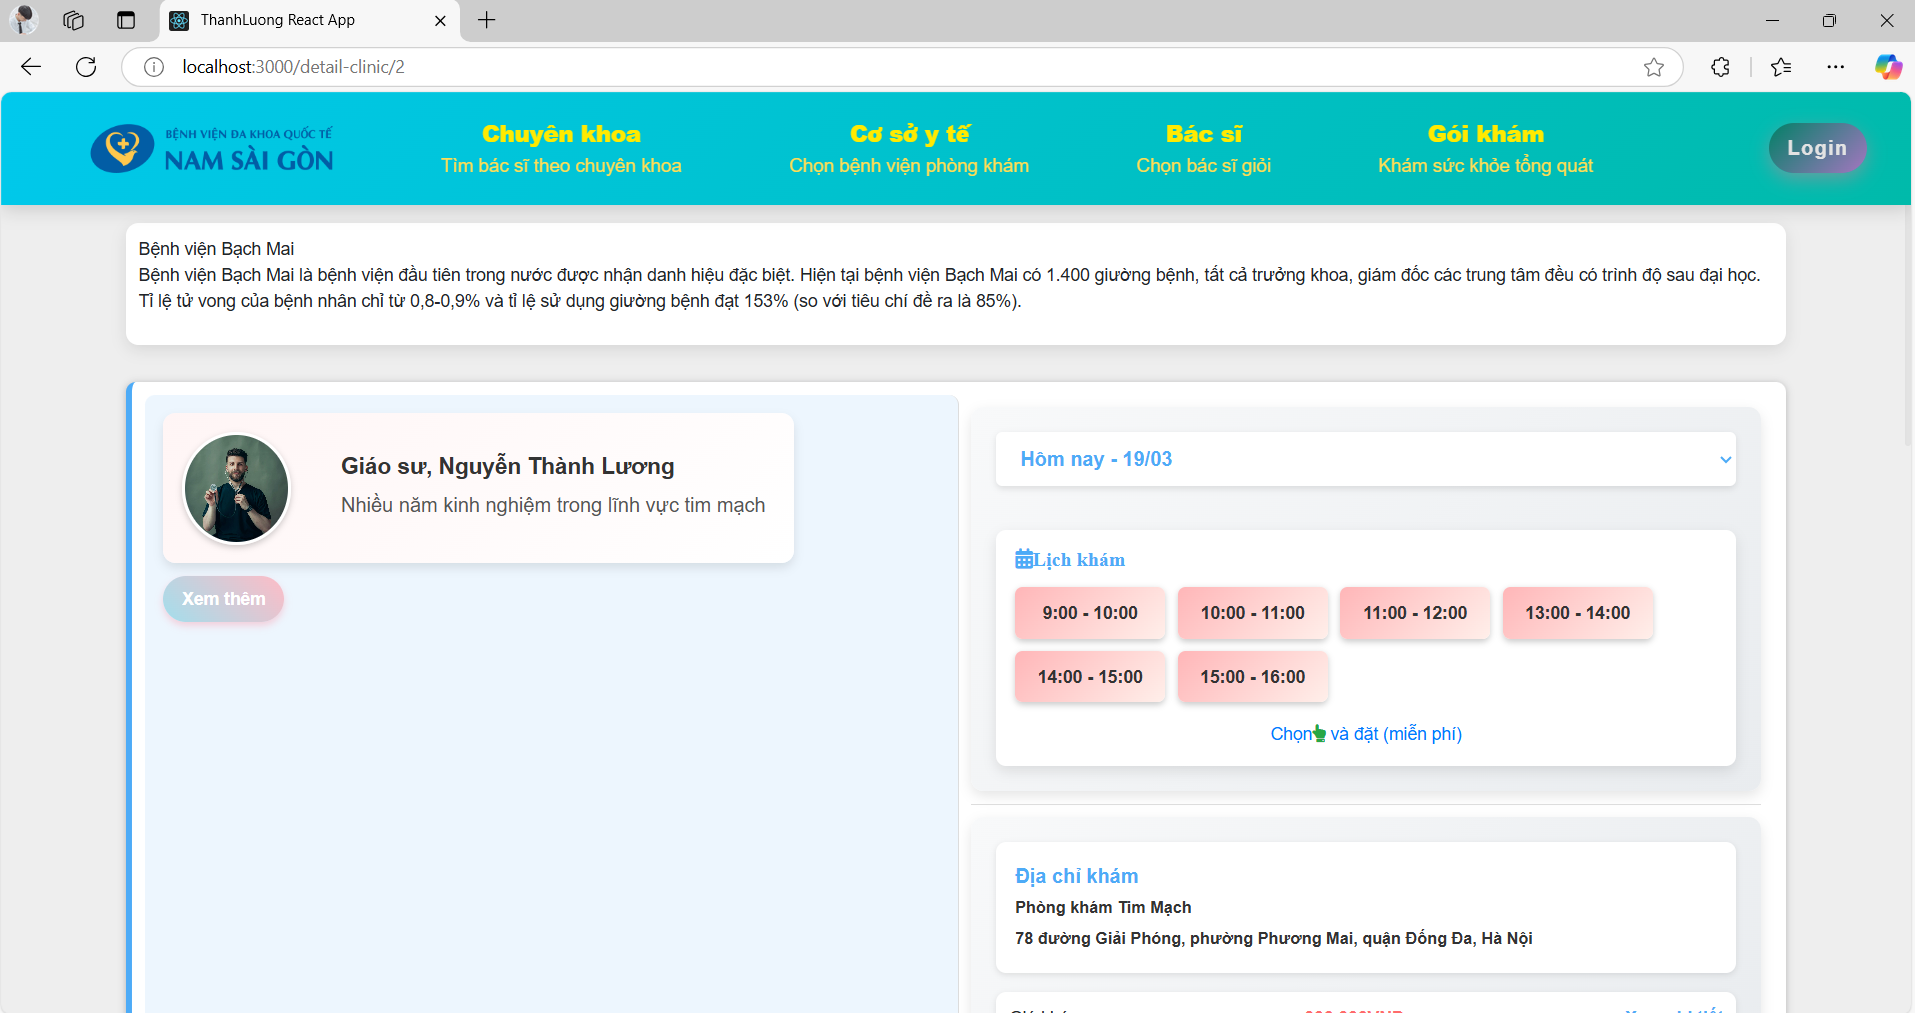 ThanhLuong React App
localhost:3000/detail-clinic/2
BỆNH VIỆN ĐA KHOA QUỐC TẾ
NAM SÀI GÒN
Chuyên khoa
Tìm bác sĩ theo chuyên khoa
Cơ sở y tế
Chọn bệnh viện phòng khám
Bác sĩ
Chọn bác sĩ giỏi
Gói khám
Khám sức khỏe tổng quát
Login
Bệnh viện Bạch Mai
Bệnh viện Bạch Mai là bệnh viện đầu tiên trong nước được nhận danh hiệu đặc biệt. Hiện tại bệnh viện Bạch Mai có 1.400 giường bệnh, tất cả trưởng khoa, giám đốc các trung tâm đều có trình độ sau đại học.
Tỉ lệ tử vong của bệnh nhân chỉ từ 0,8-0,9% và tỉ lệ sử dụng giường bệnh đạt 153% (so với tiêu chí đề ra là 85%).
Giáo sư, Nguyễn Thành Lương
Nhiều năm kinh nghiệm trong lĩnh vực tim mạch
Xem thêm
Hôm nay - 19/03
Lịch khám
9:00 - 10:00
10:00 - 11:00
11:00 - 12:00
13:00 - 14:00
14:00 - 15:00
15:00 - 16:00
Chọn và đặt (miễn phí)
Địa chỉ khám
Phòng khám Tim Mạch
78 đường Giải Phóng, phường Phương Mai, quận Đống Đa, Hà Nội